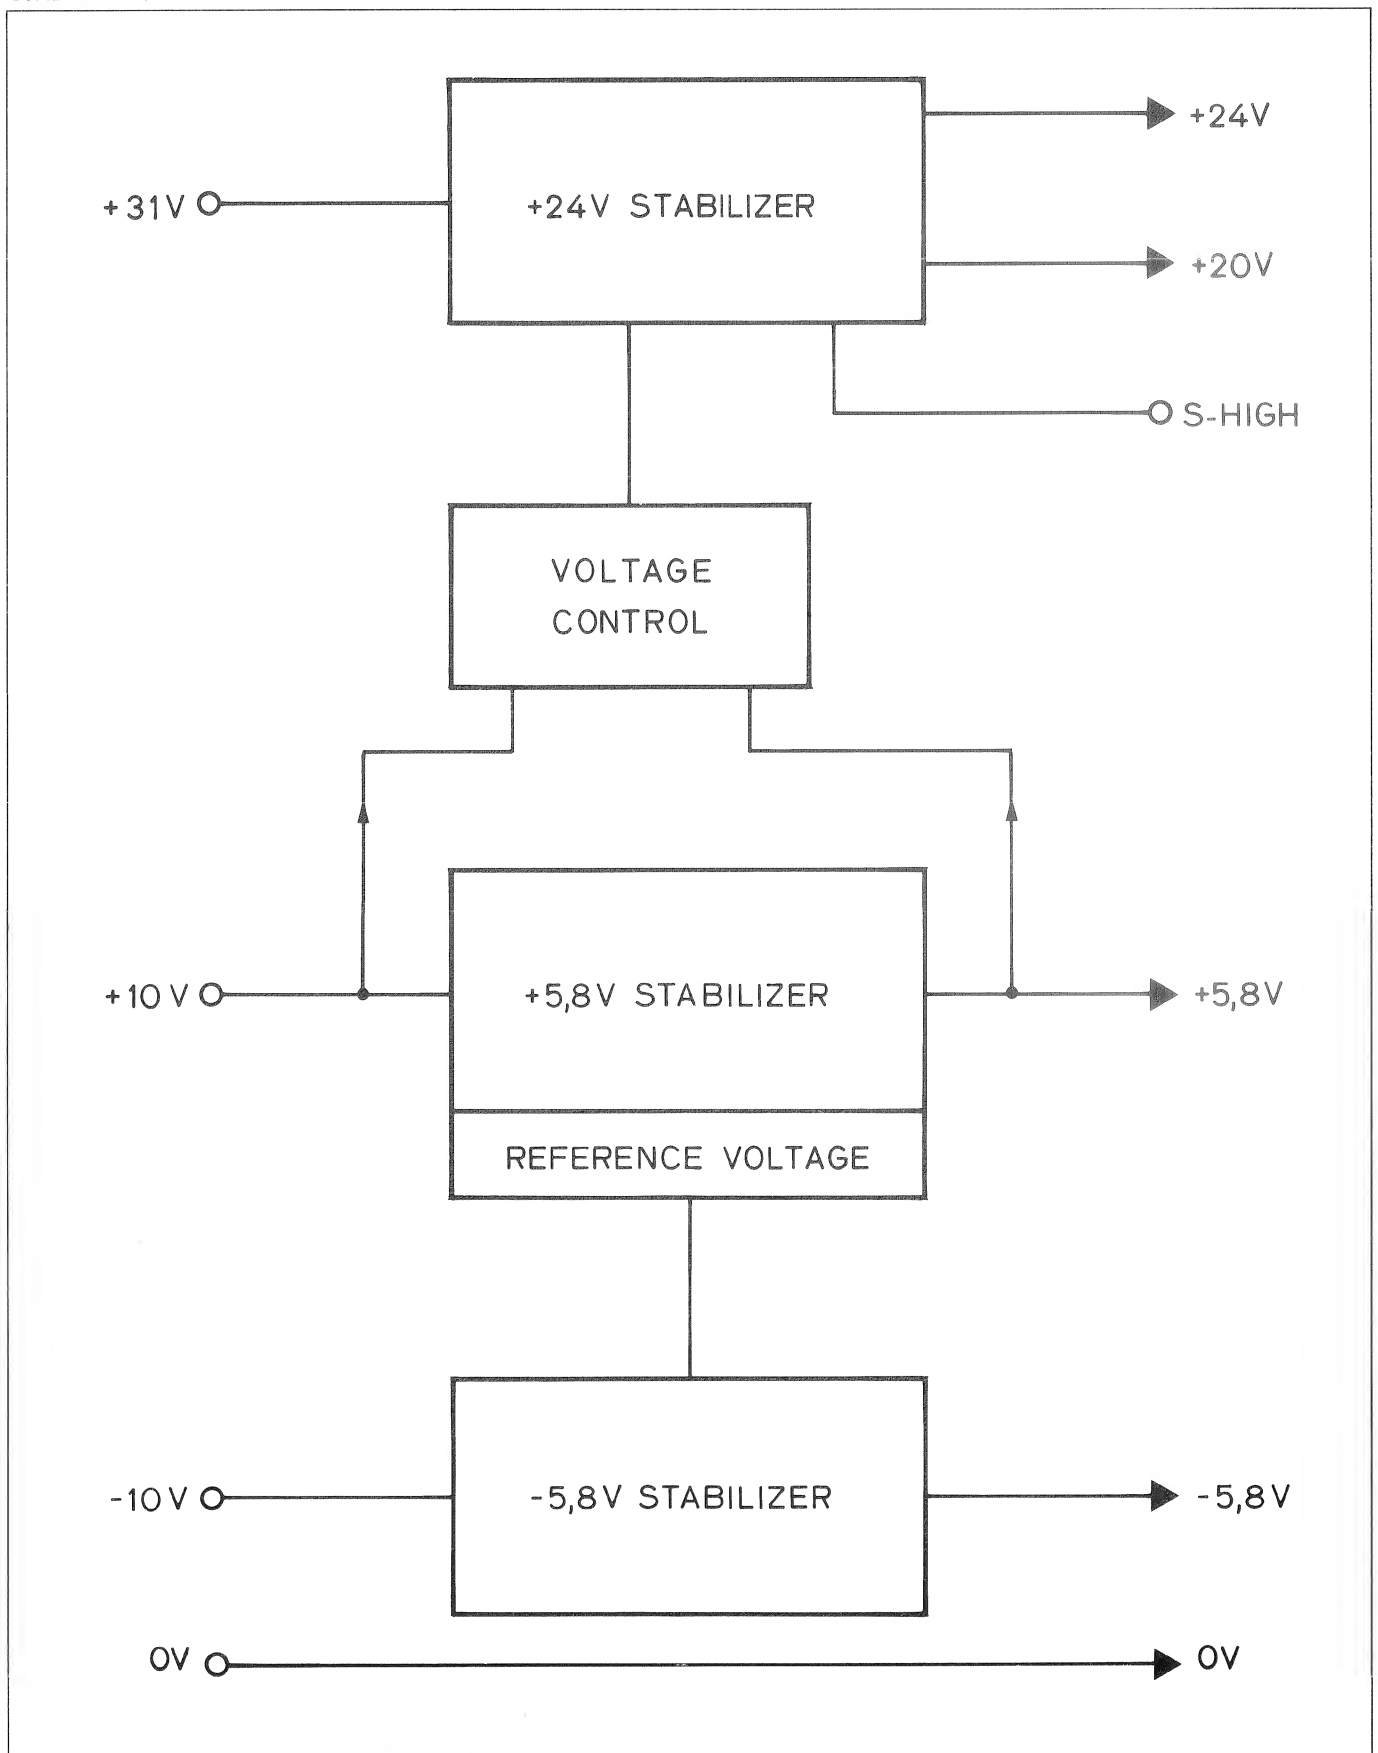 +24V
+31V
+24V STABILIZER
+20V
S-HIGH
VOLTAGE
CONTROL
+10V
+5,8V STABILIZER
+5,8V
REFERENCE VOLTAGE
-10V
-5,8V STABILIZER
-5,8V
0V
0V